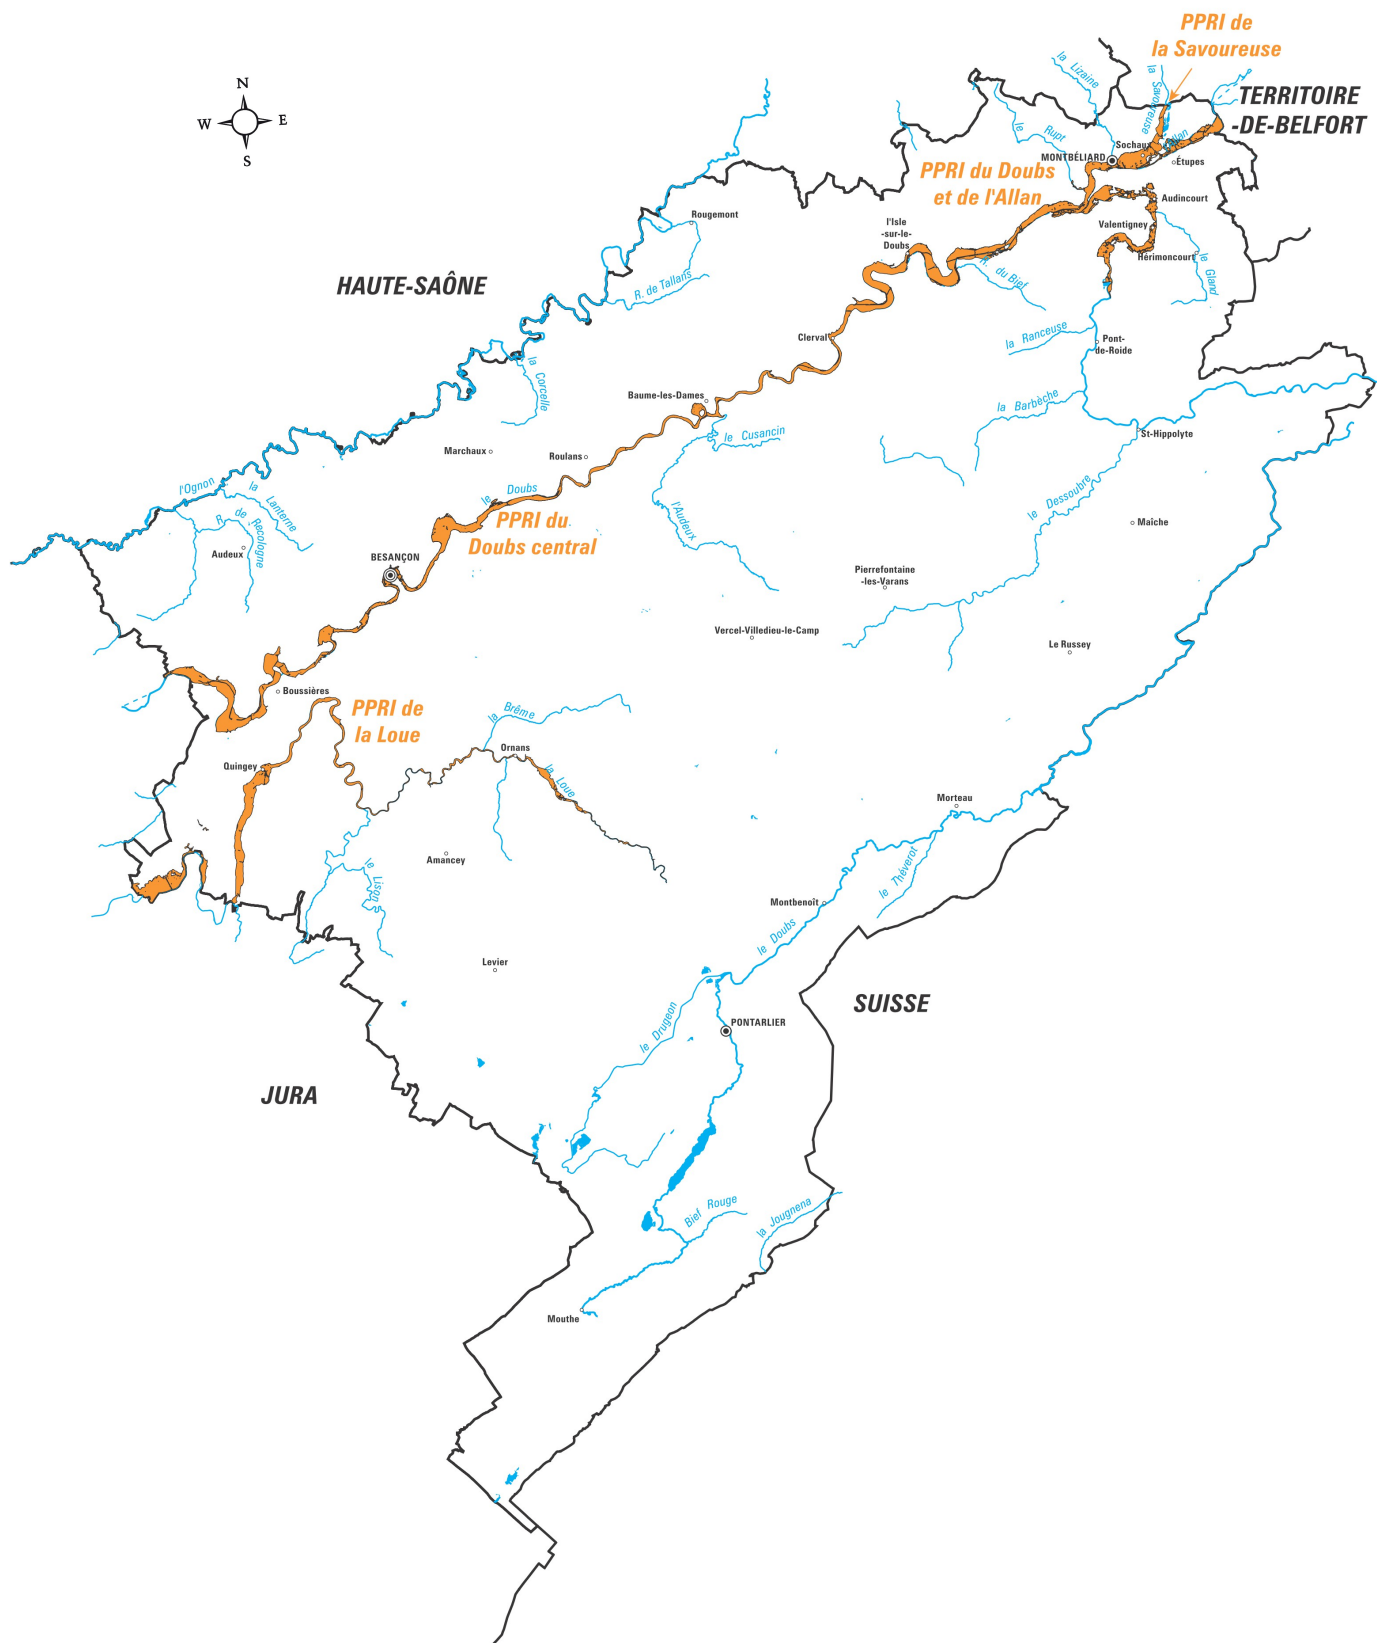 PPRI de
la Savoureuse
la Lizaine
la Savoureuse
TERRITOIRE
-DE-BELFORT
N
W
E
S
le Rupt
Sochaux
l'Allan
MONTBÉLIARD
Étupes
PPRI du Doubs
et de l'Allan
Audincourt
Rougemont
l'Isle
-sur-le-
Doubs
Valentigney
Hérimoncourt
le Gland
HAUTE-SAÔNE
R. de Tallans
R. du Bief
Clerval
la Ranceuse
Pont-
de-Roide
la Corcelle
Baume-les-Dames
la Barbèche
le Cusancin
St-Hippolyte
Marchaux
Roulans
l'Ognon
la Lanterne
le Doubs
le Dessoubre
R. de Recologne
l'Audeux
PPRI du
Doubs central
Maîche
Audeux
BESANÇON
Pierrefontaine
-les-Varans
Vercel-Villedieu-le-Camp
Le Russey
Boussières
PPRI de
la Loue
la Brême
Ornans
Quingey
la Loue
Morteau
Amancey
le Lison
le Théverot
Montbenoît
le Doubs
Levier
SUISSE
le Drugeon
PONTARLIER
JURA
Bief Rouge
la Jougnena
Mouthe